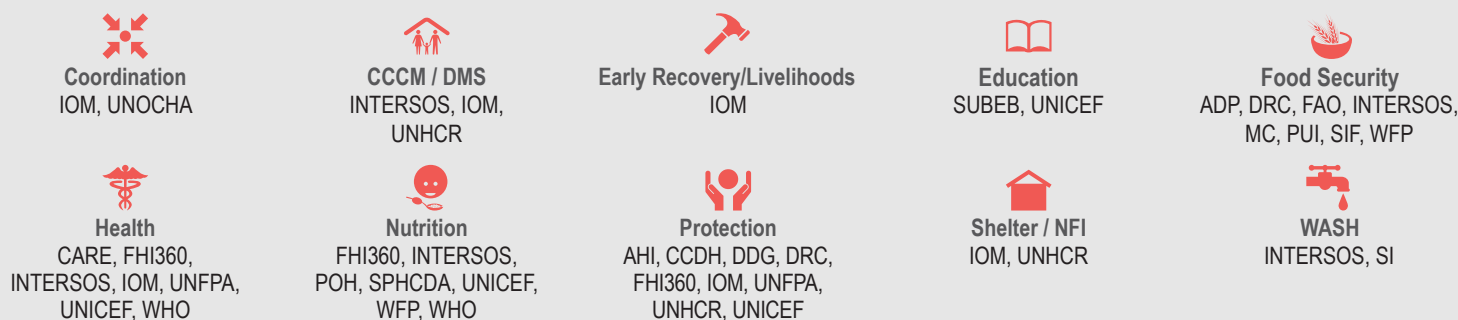 Coordination
IOM, UNOCHA
CCCM / DMS
INTERSOS, IOM,
UNHCR
Early Recovery/Livelihoods
IOM
Education
SUBEB, UNICEF
Food Security
ADP, DRC, FAO, INTERSOS,
MC, PUI, SIF, WFP
Health
CARE, FHI360,
INTERSOS, IOM, UNFPA,
UNICEF, WHO
Nutrition
FHI360, INTERSOS,
POH, SPHCDA, UNICEF,
WFP, WHO
Protection
AHI, CCDH, DDG, DRC,
FHI360, IOM, UNFPA,
UNHCR, UNICEF
Shelter / NFI
IOM, UNHCR
WASH
INTERSOS, SI